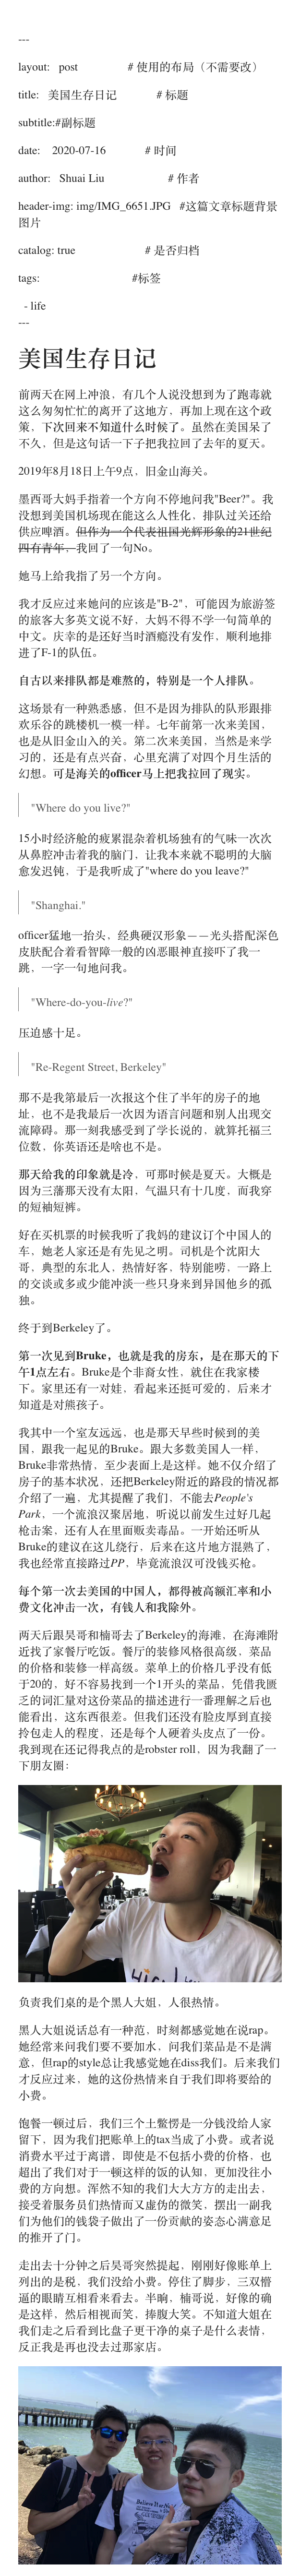 ---
layout: post # 使用的布局（不需要改）
title: 美国生存日记 # 标题
subtitle:#副标题
date: 2020-07-16 # 时间
author: Shuai Liu # 作者
header-img: img/IMG_6651.JPG #这篇文章标题背景
图片
catalog: true # 是否归档
tags: #标签
- life
---
美国生存日记
前两天在网上冲浪，有几个人说没想到为了跑毒就
这么匆匆忙忙的离开了这地方，再加上现在这个政
策，下次回来不知道什么时候了。虽然在美国呆了
不久，但是这句话一下子把我拉回了去年的夏天。
2019年8月18日上午9点，旧金山海关。
墨西哥大妈手指着一个方向不停地问我"Beer?"。我
没想到美国机场现在能这么人性化，排队过关还给
供应啤酒。但作为一个代表祖国光辉形象的21世纪
四有青年，我回了一句No。
她马上给我指了另一个方向。
我才反应过来她问的应该是"B-2"，可能因为旅游签
的旅客大多英文说不好，大妈不得不学一句简单的
中文。庆幸的是还好当时酒瘾没有发作，顺利地排
进了F-1的队伍。
自古以来排队都是难熬的，特别是一个人排队。
这场景有一种熟悉感，但不是因为排队的队形跟排
欢乐谷的跳楼机一模一样。七年前第一次来美国，
也是从旧金山入的关。第二次来美国，当然是来学
习的，还是有点兴奋，心里充满了对四个月生活的
幻想。可是海关的officer马上把我拉回了现实。
"Where do you live?"
15小时经济舱的疲累混杂着机场独有的气味一次次
从鼻腔冲击着我的脑门，让我本来就不聪明的大脑
愈发迟钝，于是我听成了"where do you leave?"
"Shanghai."
officer猛地一抬头，经典硬汉形象——光头搭配深色
皮肤配合着看智障一般的凶恶眼神直接吓了我一
跳，一字一句地问我。
"Where-do-you-live?"
压迫感十足。
"Re-Regent Street, Berkeley"
那不是我第最后一次报这个住了半年的房子的地
址，也不是我最后一次因为语言问题和别人出现交
流障碍。那一刻我感受到了学长说的，就算托福三
位数，你英语还是啥也不是。
那天给我的印象就是冷，可那时候是夏天。大概是
因为三藩那天没有太阳，气温只有十几度，而我穿
的短袖短裤。
好在买机票的时候我听了我妈的建议订个中国人的
车，她老人家还是有先见之明。司机是个沈阳大
哥，典型的东北人，热情好客，特别能唠，一路上
的交谈或多或少能冲淡一些只身来到异国他乡的孤
独。
终于到Berkeley了。
第一次见到Bruke，也就是我的房东，是在那天的下
午1点左右。Bruke是个非裔女性，就住在我家楼
下。家里还有一对娃，看起来还挺可爱的，后来才
知道是对熊孩子。
我其中一个室友远远，也是那天早些时候到的美
国，跟我一起见的Bruke。跟大多数美国人一样，
Bruke非常热情，至少表面上是这样。她不仅介绍了
房子的基本状况，还把Berkeley附近的路段的情况都
介绍了一遍，尤其提醒了我们，不能去People's
Park，一个流浪汉聚居地，听说以前发生过好几起
枪击案，还有人在里面贩卖毒品。一开始还听从
Bruke的建议在这儿绕行，后来在这片地方混熟了，
我也经常直接路过PP，毕竟流浪汉可没钱买枪。
每个第一次去美国的中国人，都得被高额汇率和小
费文化冲击一次，有钱人和我除外。
两天后跟昊哥和楠哥去了Berkeley的海滩，在海滩附
近找了家餐厅吃饭。餐厅的装修风格很高级，菜品
的价格和装修一样高级。菜单上的价格几乎没有低
于20的，好不容易找到一个1开头的菜品，凭借我匮
乏的词汇量对这份菜品的描述进行一番理解之后也
能看出，这东西很差。但我们还没有脸皮厚到直接
拎包走人的程度，还是每个人硬着头皮点了一份。
我到现在还记得我点的是robster roll，因为我翻了一
下朋友圈：
负责我们桌的是个黑人大姐，人很热情。
黑人大姐说话总有一种范，时刻都感觉她在说rap。
她经常来问我们要不要加水，问我们菜品是不是满
意，但rap的style总让我感觉她在diss我们。后来我们
才反应过来，她的这份热情来自于我们即将要给的
小费。
饱餐一顿过后，我们三个土鳖愣是一分钱没给人家
留下，因为我们把账单上的tax当成了小费。或者说
消费水平过于离谱，即使是不包括小费的价格，也
超出了我们对于一顿这样的饭的认知，更加没往小
费的方向想。浑然不知的我们大大方方的走出去，
接受着服务员们热情而又虚伪的微笑，摆出一副我
们为他们的钱袋子做出了一份贡献的姿态心满意足
的推开了门。
走出去十分钟之后昊哥突然提起，刚刚好像账单上
列出的是税，我们没给小费。停住了脚步，三双懵
逼的眼睛互相看来看去。半晌，楠哥说，好像的确
是这样，然后相视而笑，捧腹大笑。不知道大姐在
我们走之后看到比盘子更干净的桌子是什么表情，
反正我是再也没去过那家店。